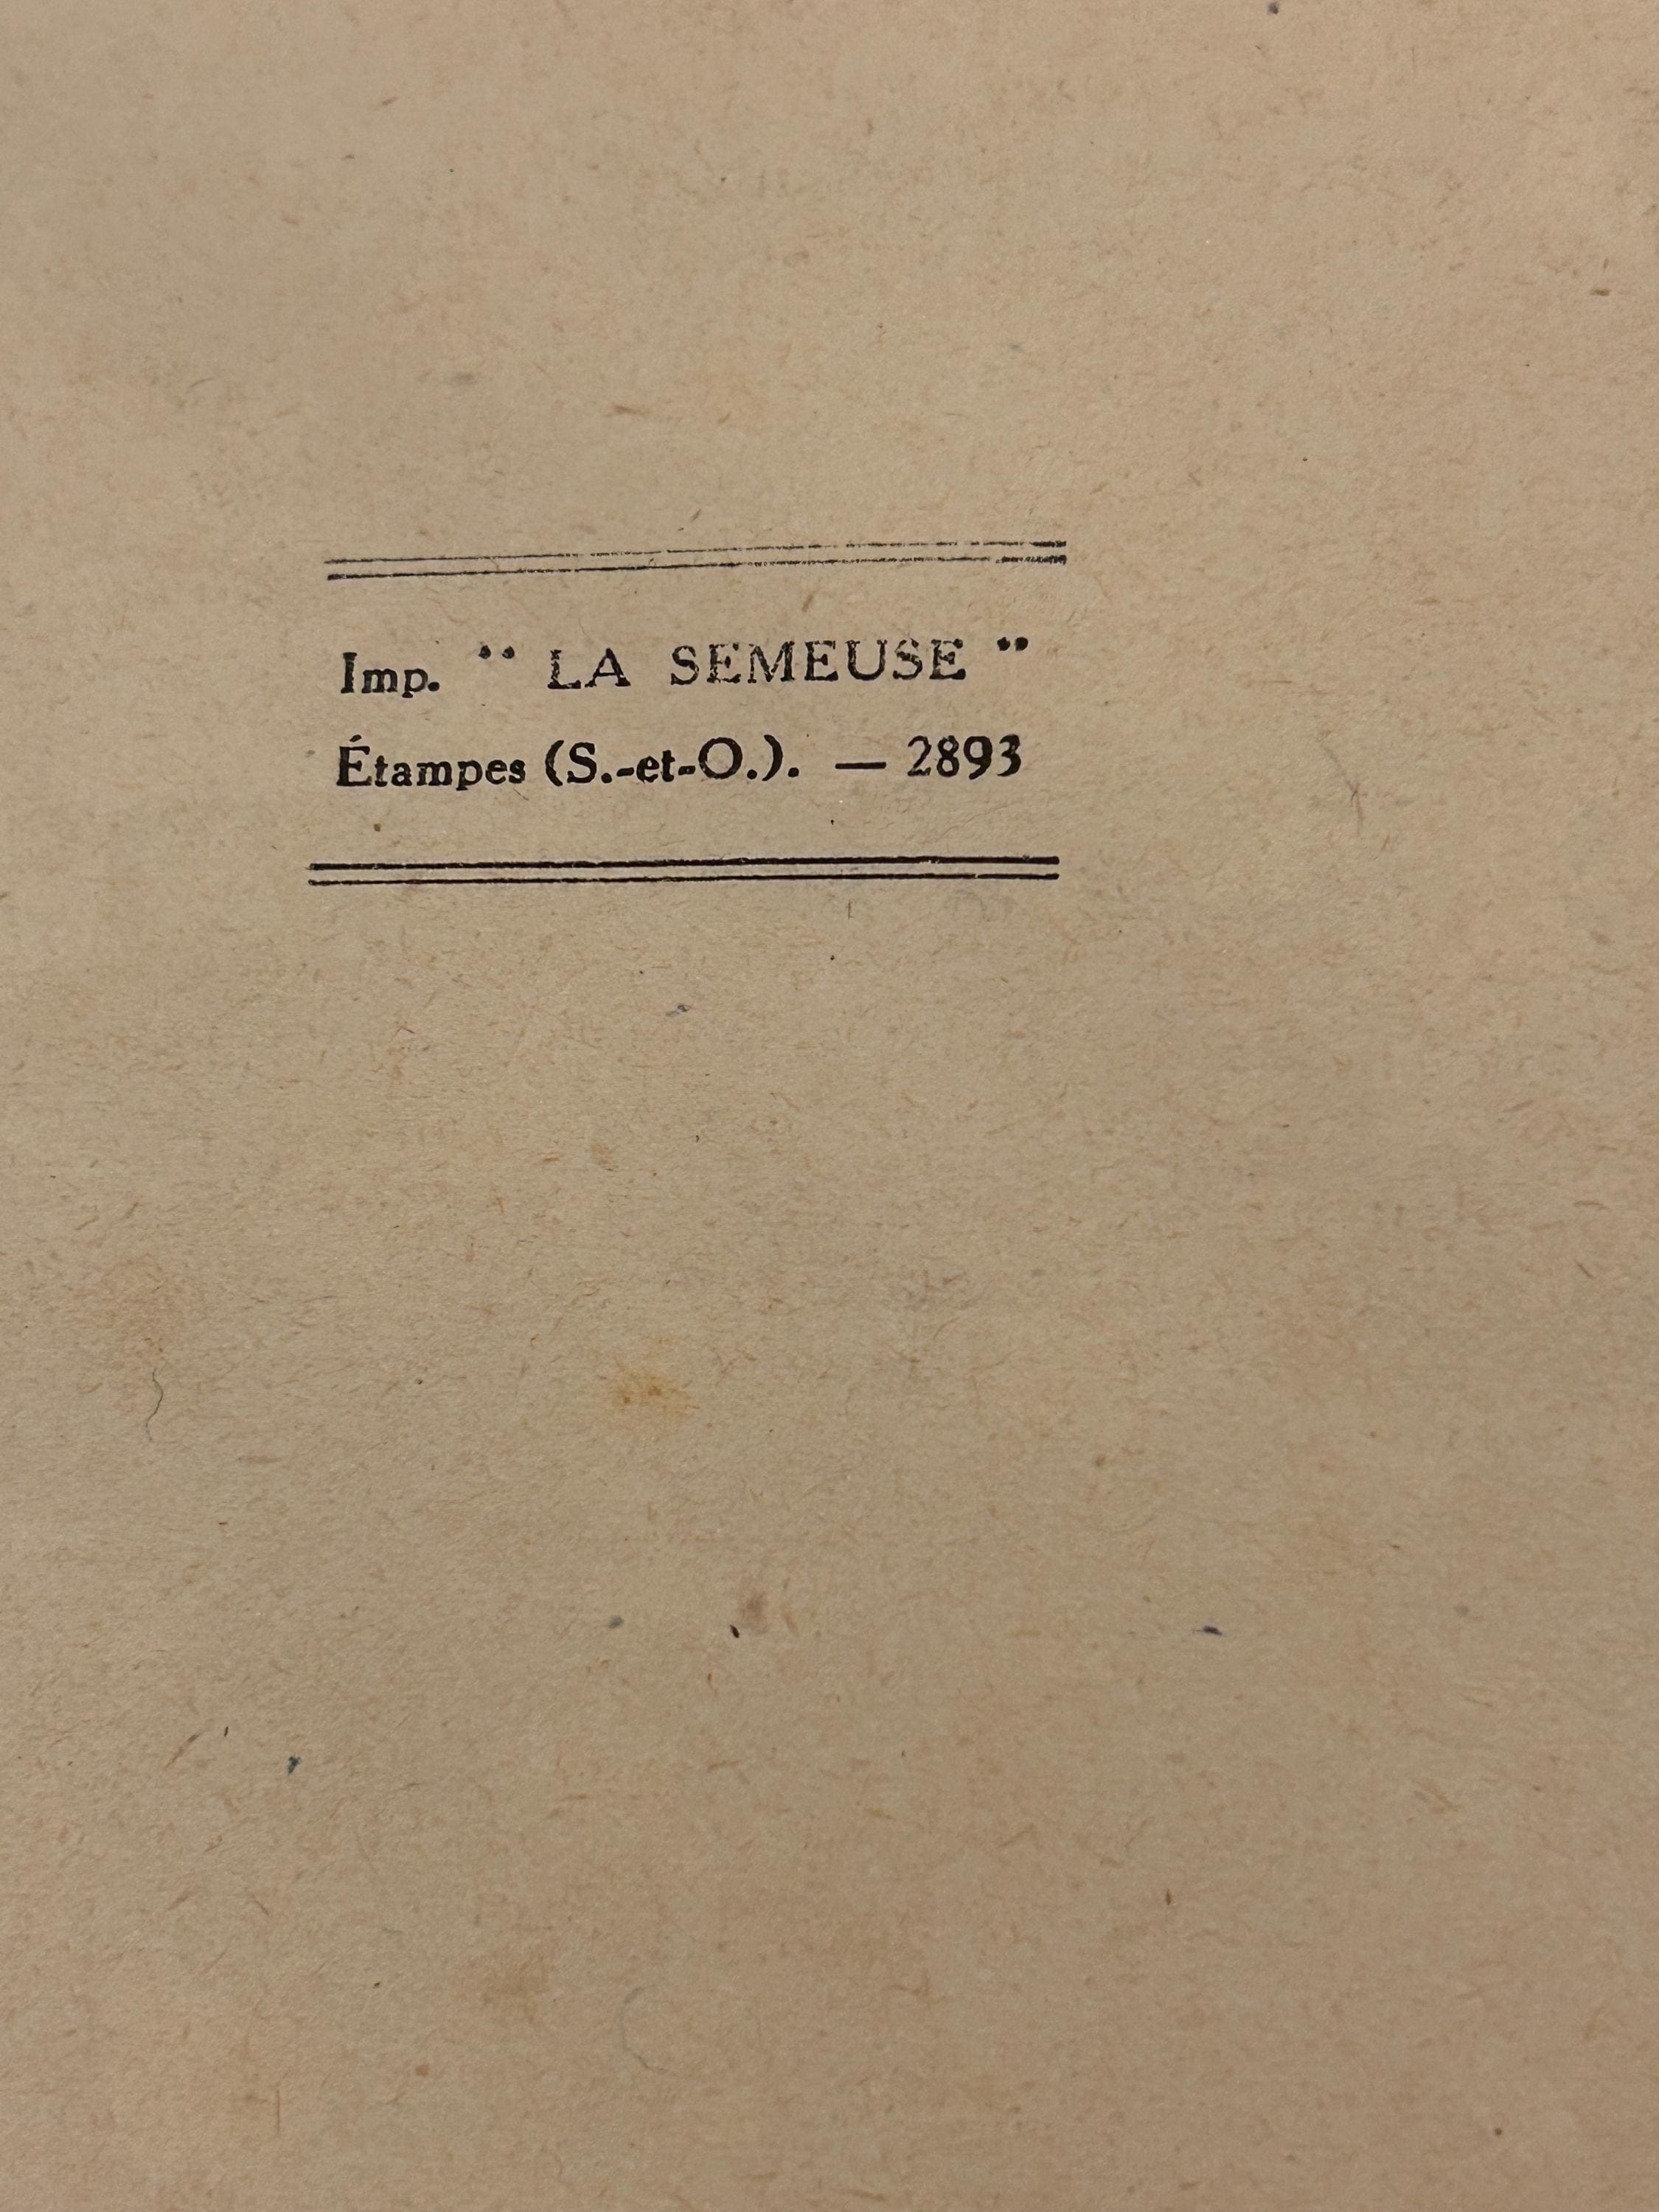 Imp. “ LA SEMEUSE ”
Étampes (S.-et-O.). — 2893